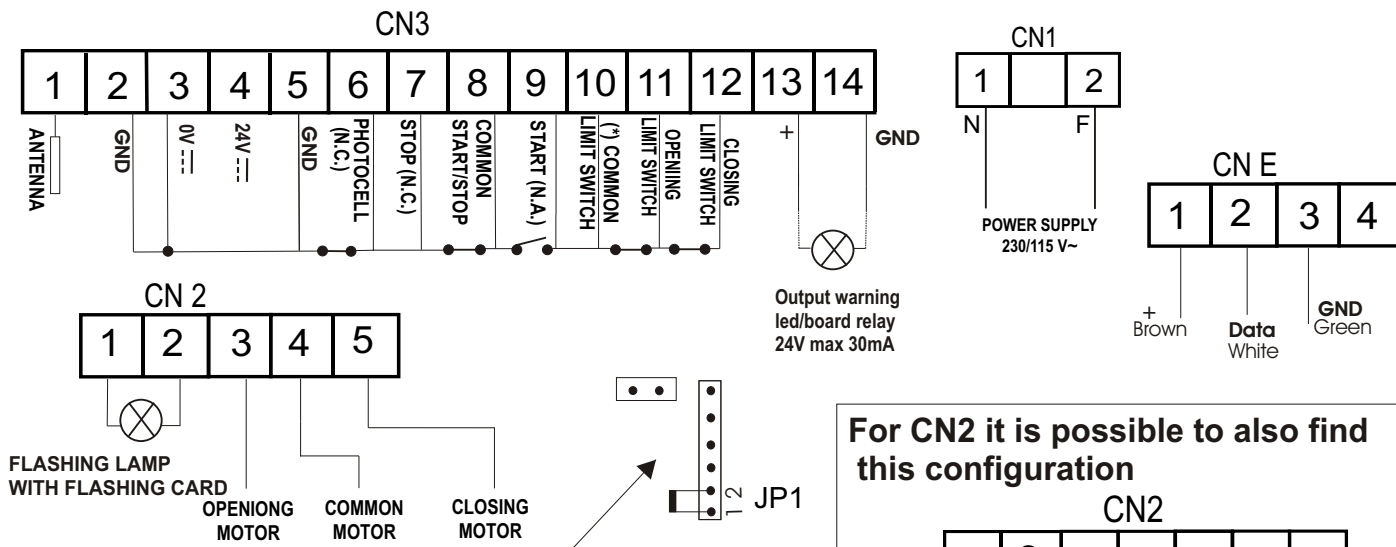 CN3
1 2 3 4 5 6 7 8 9 10 11 12 13 14
ANTENNA
GND
0V
24V
GND
PHOTOCELL
(N.C.)
STOP (N.C.)
COMMON
START/STOP
START (N.A.)
(*) COMMON
LIMIT SWITCH
OPENING
LIMIT SWITCH
CLOSING
LIMIT SWITCH
+
GND
Output warning
led/board relay
24V max 30mA
CN1
1 2
N F
POWER SUPPLY
230/115 V~
CN E
1 2 3 4
+
Brown
Data
White
GND
Green
CN 2
1 2 3 4 5
FLASHING LAMP
WITH FLASHING CARD
OPENIONG
MOTOR
COMMON
MOTOR
CLOSING
MOTOR
1 2
JP1
For CN2 it is possible to also find
this configuration
CN2